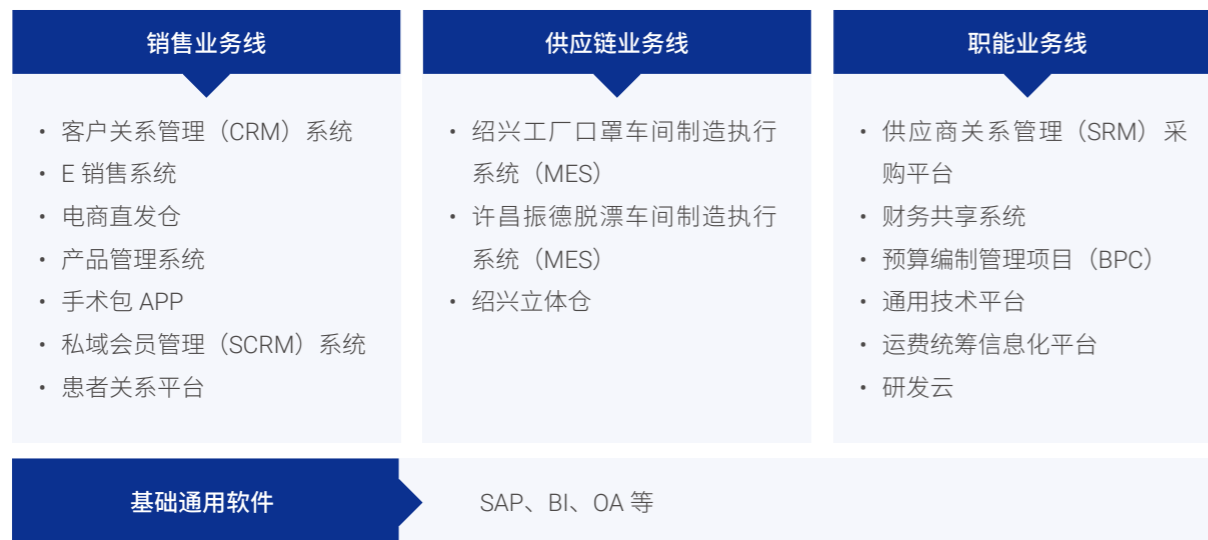 销售业务线
• 客户关系管理（CRM）系统
• E 销售系统
• 电商直发仓
• 产品管理系统
• 手术包 APP
• 私域会员管理（SCRM）系统
• 患者关系平台
供应链业务线
• 绍兴工厂口罩车间制造执行
系统（MES）
• 许昌振德脱漂车间制造执行
系统（MES）
• 绍兴立体仓
职能业务线
• 供应商关系管理（SRM）采
购平台
• 财务共享系统
• 预算编制管理项目（BPC）
• 通用技术平台
• 运费统筹信息化平台
• 研发云
基础通用软件
SAP、BI、OA 等